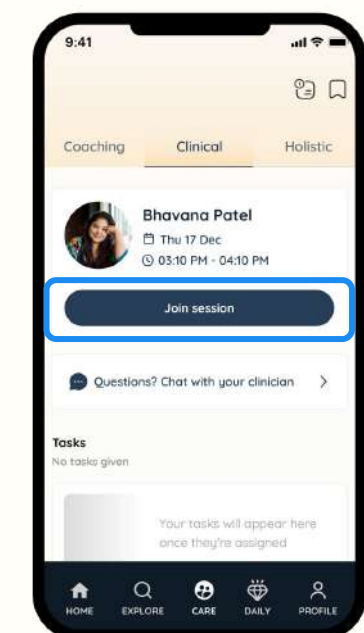 9:41
Coaching Clinical Holistic
Bhavana Patel
Thu 17 Dec
03:10 PM - 04:10 PM
Join session
Questions? Chat with your clinician
Tasks
No tasks given
Your tasks will appear here
once they're assigned
HOME EXPLORE CARE DAILY PROFILE